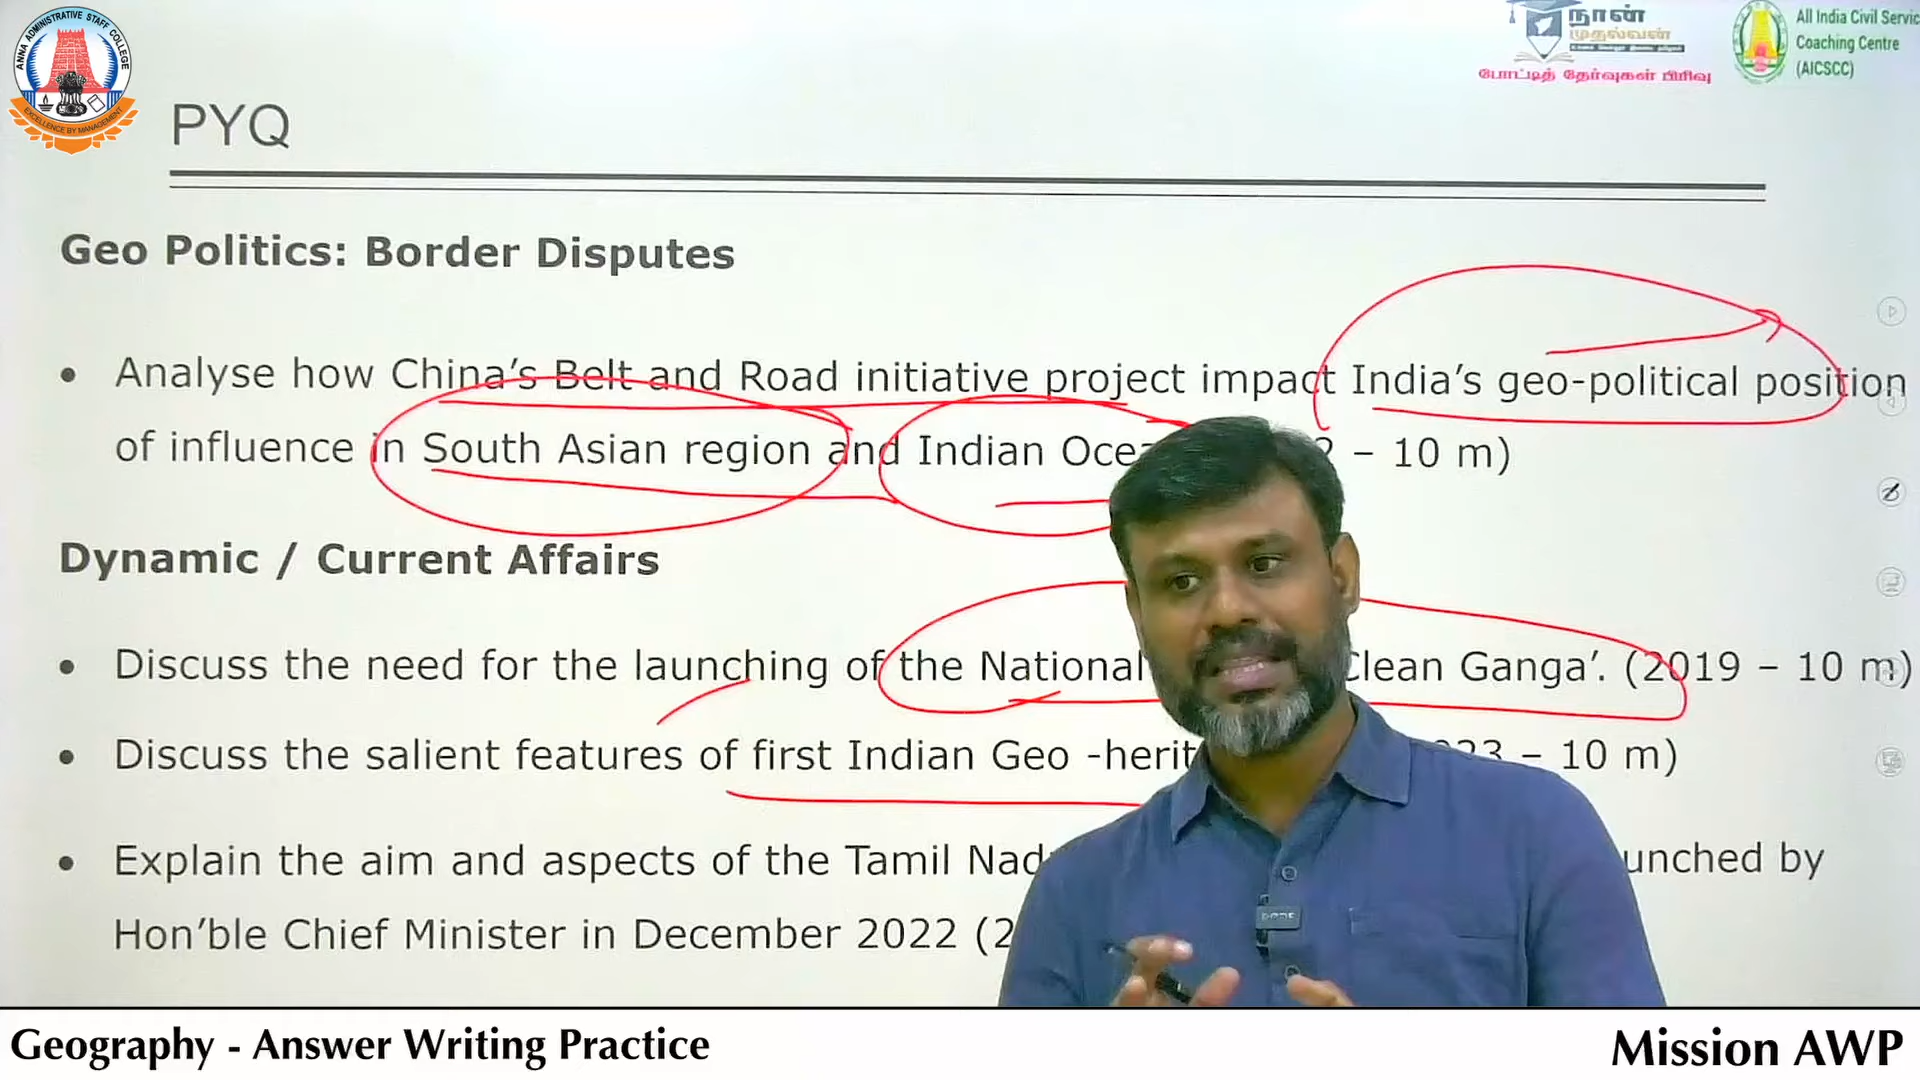 ANNA ADMINISTRATIVE STAFF COLLEGE
EXCELLENCE BY MANAGEMENT
நான்
முதல்வன்
போட்டித் தேர்வுகள் பிரிவு
All India Civil Servic
Coaching Centre
(AICSCC)
PYQ
Geo Politics: Border Disputes
• Analyse how China's Belt and Road initiative project impact India's geo-political position
of influence in South Asian region and Indian Oce – 10 m)
Dynamic / Current Affairs
• Discuss the need for the launching of the National Clean Ganga'. (2019 – 10 m)
• Discuss the salient features of first Indian Geo -herit 23 – 10 m)
• Explain the aim and aspects of the Tamil Nad unched by
Hon'ble Chief Minister in December 2022 (2
Geography - Answer Writing Practice
Mission AWP